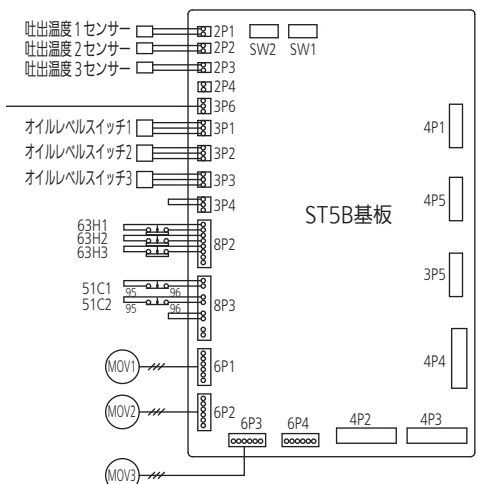 吐出温度1センサー 2P1 SW2 SW1
吐出温度2センサー 2P2
吐出温度3センサー 2P3
2P4
3P6
オイルレベルスイッチ1 3P1 4P1
オイルレベルスイッチ2 3P2
オイルレベルスイッチ3 3P3
3P4 ST5B基板 4P5
63H1
63H2 8P2
63H3
3P5
51C1 95 96
51C2 95 96 8P3
MOV1 6P1 4P4
MOV2 6P2
6P3 6P4 4P2 4P3
MOV3